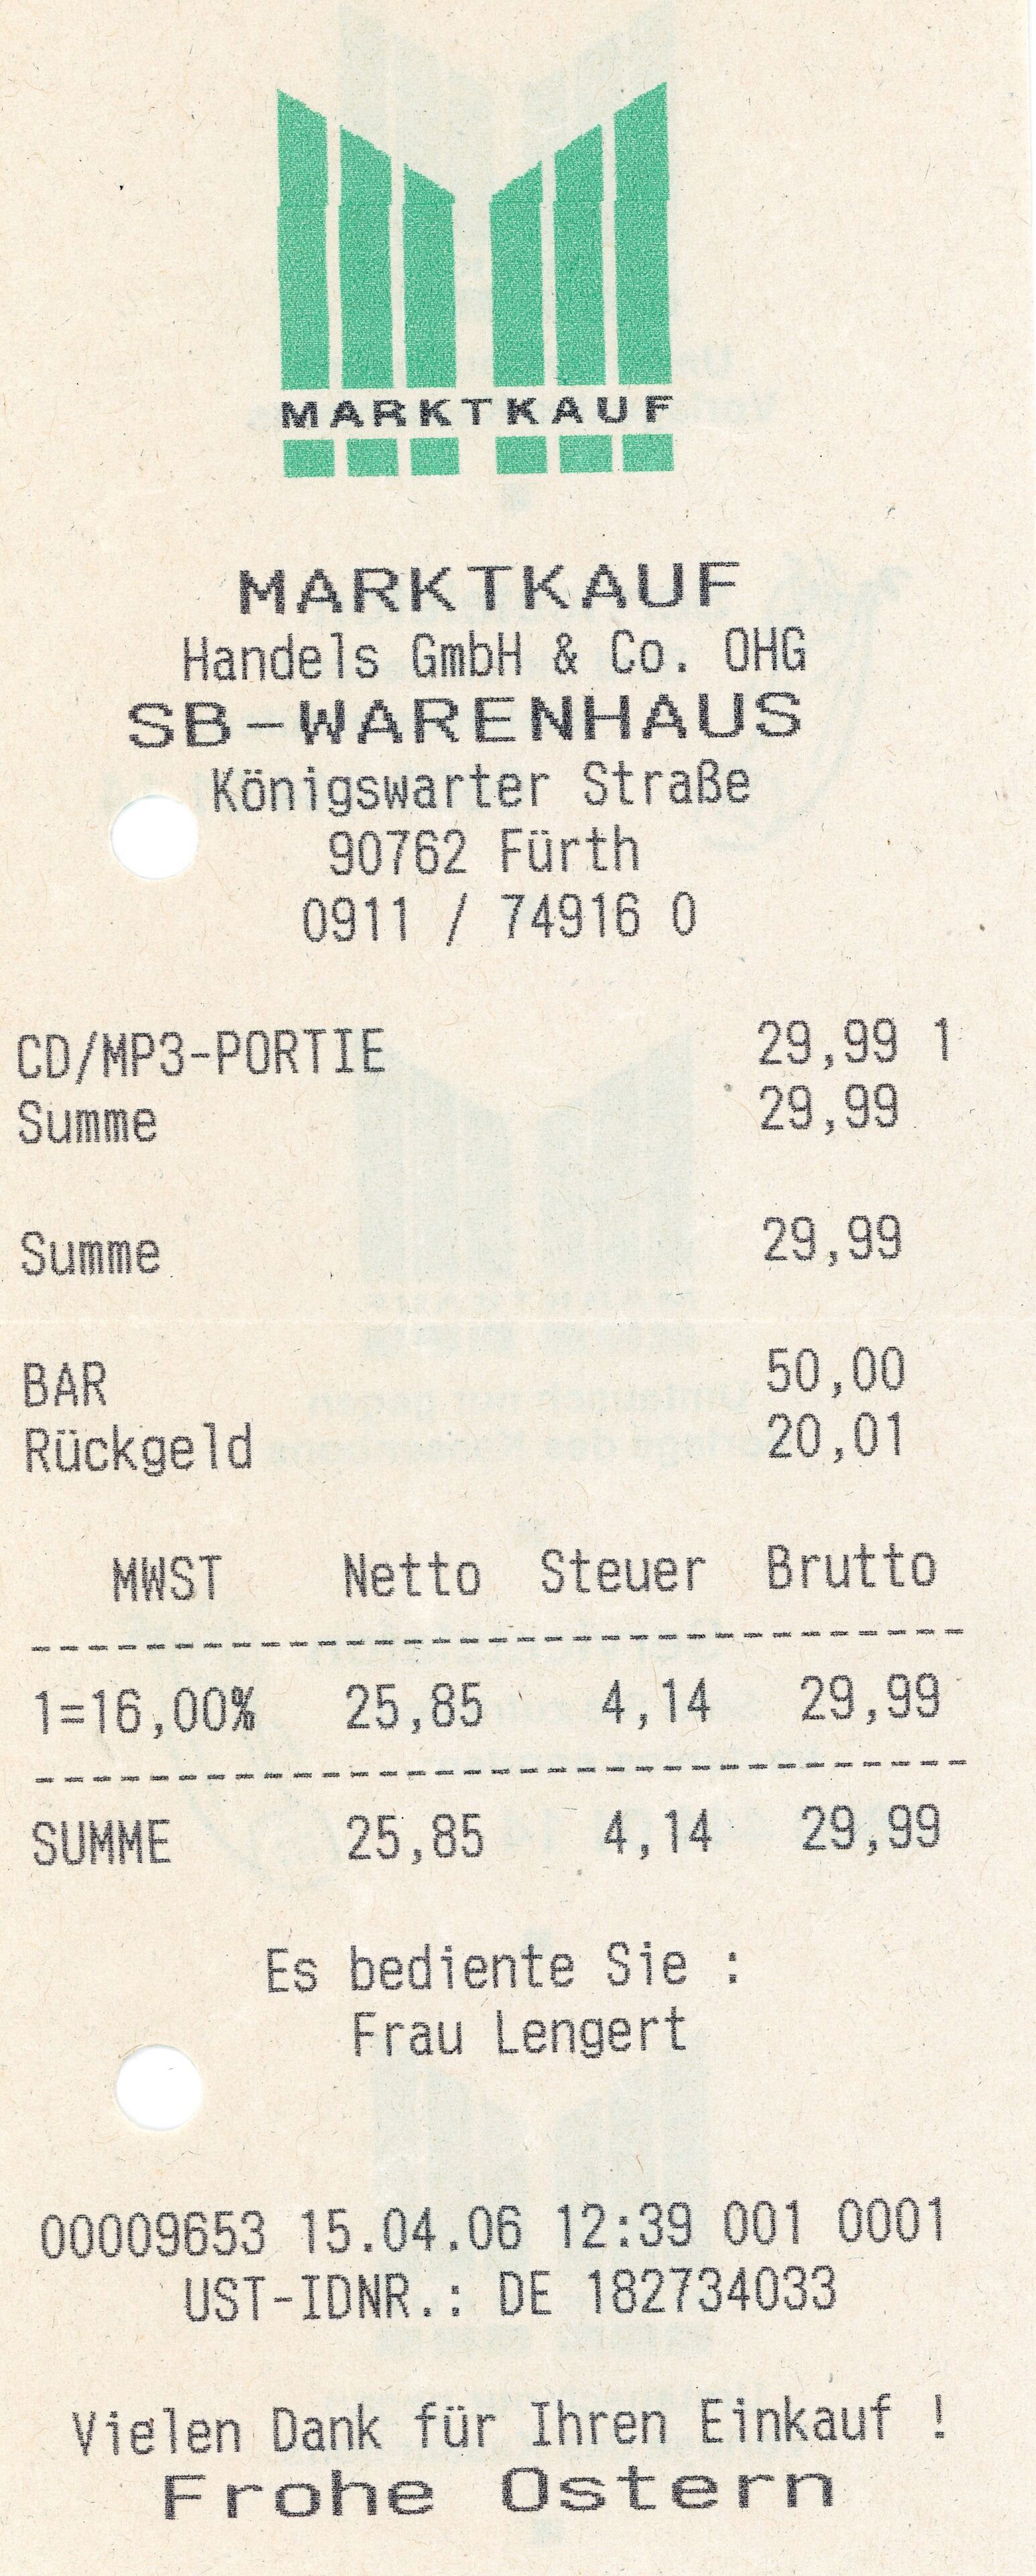 MARKTKAUF
MARKTKAUF
Handels GmbH & Co. OHG
SB-WARENHAUS
Königswarter Straße
90762 Fürth
0911 / 74916 0
CD/MP3-PORTIE 29,99 1
Summe 29,99
Summe 29,99
BAR 50,00
Rückgeld 20,01
MWST Netto Steuer Brutto
--------------------------------
1=16,00% 25,85 4,14 29,99
--------------------------------
SUMME 25,85 4,14 29,99
Es bediente Sie :
Frau Lengert
00009653 15.04.06 12:39 001 0001
UST-IDNR.: DE 182734033
Vielen Dank für Ihren Einkauf !
Frohe Ostern